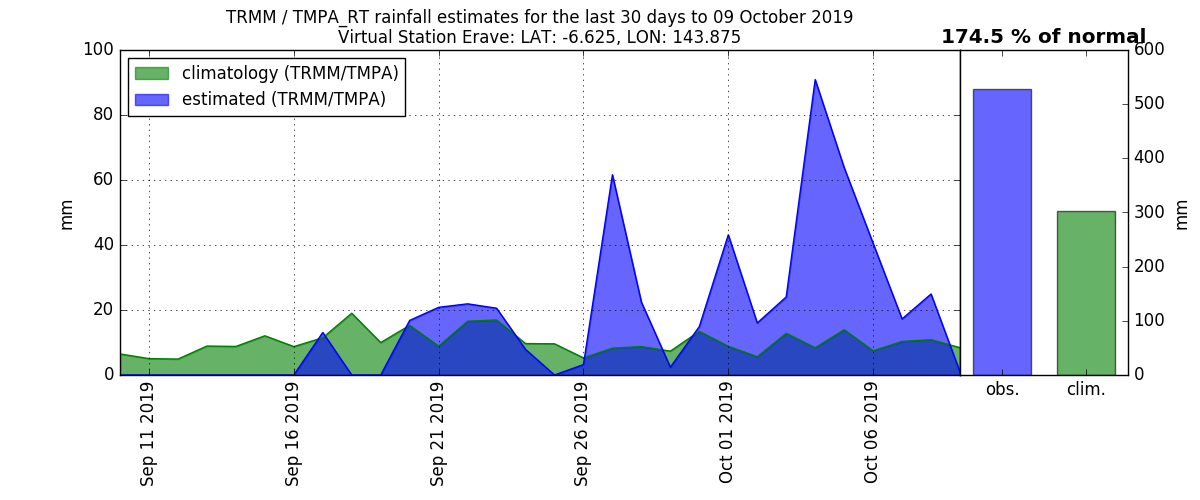 TRMM / TMPA_RT rainfall estimates for the last 30 days to 09 October 2019
Virtual Station Erave: LAT: -6.625, LON: 143.875
174.5 % of normal
climatology (TRMM/TMPA)
estimated (TRMM/TMPA)
100
80
60
40
20
0
mm
Sep 11 2019
Sep 16 2019
Sep 21 2019
Sep 26 2019
Oct 01 2019
Oct 06 2019
600
500
400
300
200
100
0
mm
obs.
clim.